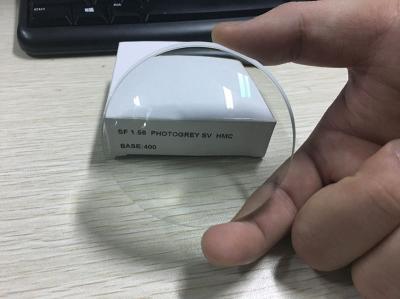 SF 1.56 PHOTOGREY SV HMC
BASE:400